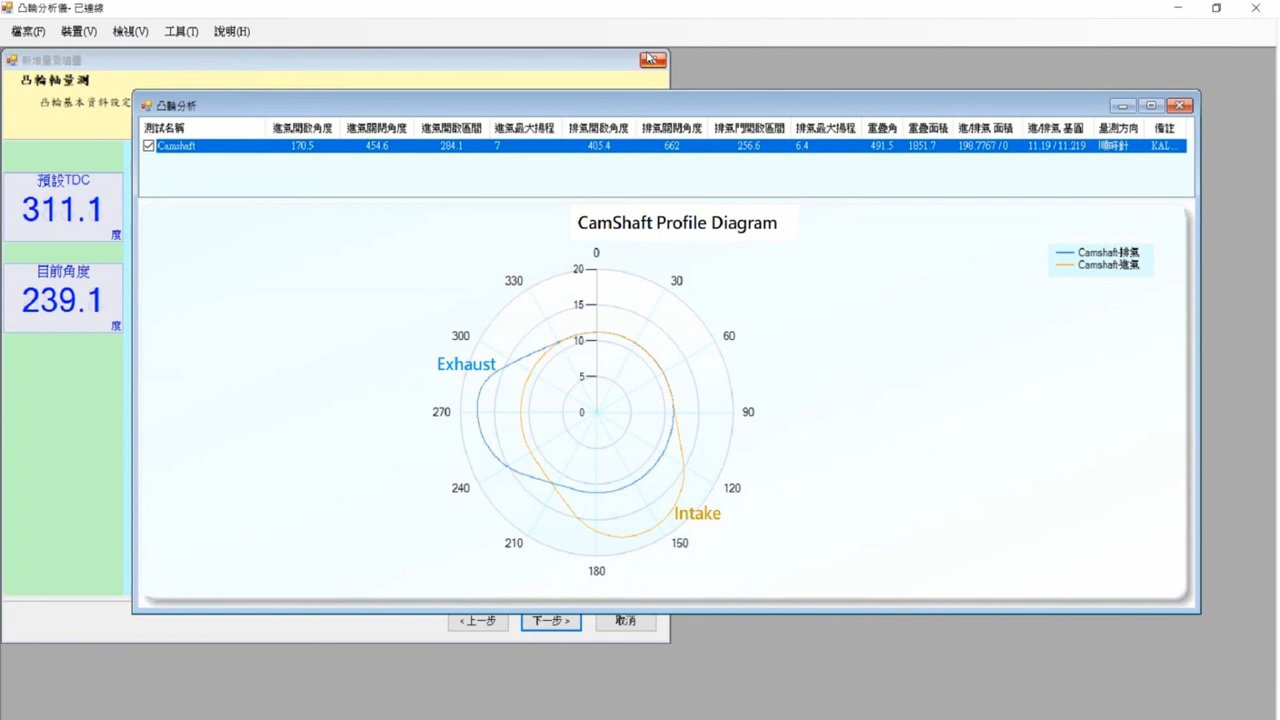 凸輪分析儀- 已連線
檔案(F) 裝置(V) 檢視(V) 工具(T) 說明(H)
新增量測檔量
凸輪軸量測
凸輪基本資料設定
凸輪分析
測試名稱 進氣開啟角度 進氣關閉角度 進氣開啟區間 進氣最大揚程 排氣開啟角度 排氣關閉角度 排氣門開啟區間 排氣最大揚程 重疊角 重疊面積 進/排氣 面積 進/排氣 基圓 量測方向 備註
Camshaft 170.5 454.6 284.1 7 405.4 662 256.6 6.4 491.5 1851.7 198.7767 / 0 11.19 / 11.219 順時針 KAL...
預設TDC
311.1
度
目前角度
239.1
度
CamShaft Profile Diagram
Camshaft-排氣
Camshaft-進氣
0
30
60
90
120
150
180
210
240
270
300
330
20
15
10
5
0
Exhaust
Intake
<上一步 下一步> 取消